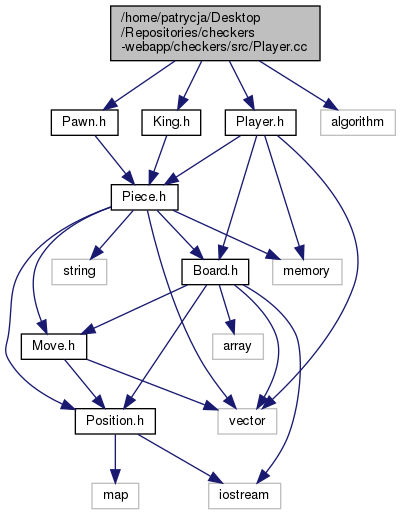 /home/patrycja/Desktop
/Repositories/checkers
-webapp/checkers/src/Player.cc
Pawn.h
King.h
Player.h
algorithm
Piece.h
string
Board.h
memory
Move.h
array
Position.h
vector
map
iostream